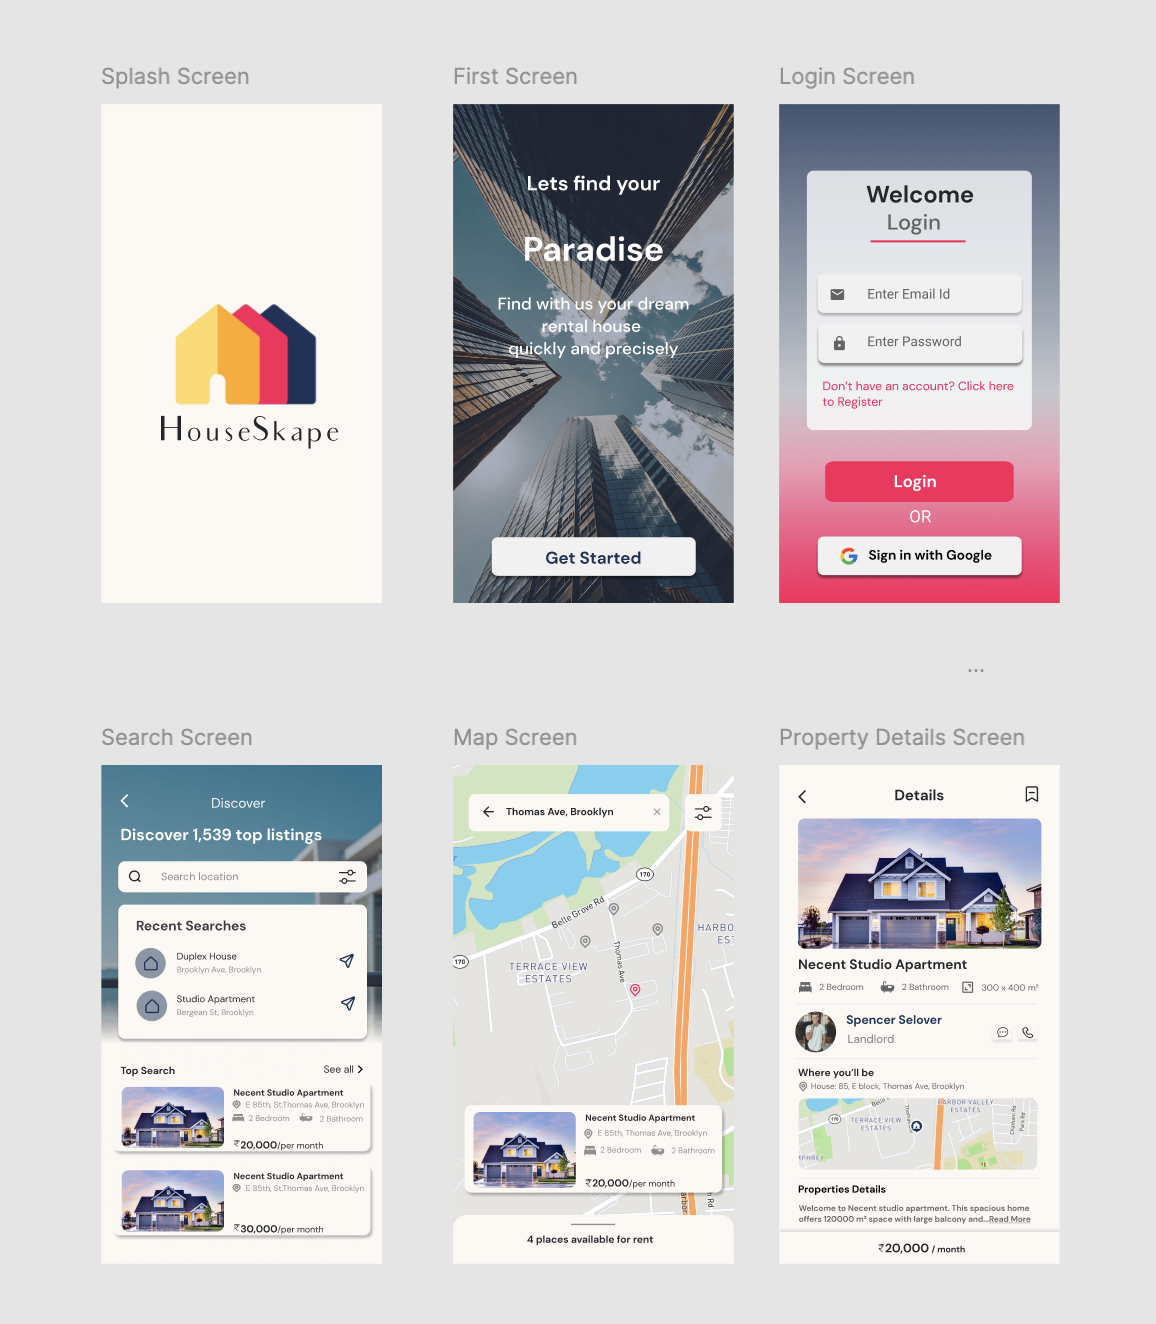 Splash Screen
HouseSkape
First Screen
Lets find your
Paradise
Find with us your dream
rental house
quickly and precisely
Get Started
Login Screen
Welcome
Login
Enter Email Id
Enter Password
Don't have an account? Click here
to Register
Login
OR
Sign in with Google
...
Search Screen
Discover
Discover 1,539 top listings
Search location
Recent Searches
Duplex House
Brooklyn Ave, Brooklyn
Studio Apartment
Bergean St, Brooklyn
Top Search
See all
Necent Studio Apartment
E 85th, St.Thomas Ave, Brooklyn
2 Bedroom 2 Bathroom
₹20,000/per month
Necent Studio Apartment
E 85th, St.Thomas Ave, Brooklyn
₹30,000/per month
Map Screen
Thomas Ave, Brooklyn
170
Belle Grove Rd
HARBO
EST
170
TERRACE VIEW
ESTATES
Thomas Ave
Necent Studio Apartment
E 85th, Thomas Ave, Brooklyn
2 Bedroom 2 Bathroom
₹20,000/per month
harbor
h Rd
4 places available for rent
Property Details Screen
Details
Necent Studio Apartment
2 Bedroom 2 Bathroom 300 x 400 m²
Spencer Selover
Landlord
Where you'll be
House: 85, E block, Thomas Ave, Brooklyn
Belle
HARBOR VALLEY
ESTATES
170
TERRACE VIEW
ESTATES
Thomas
Chatham Rd
Park Rd
MPHREY
Properties Details
Welcome to Necent studio apartment. This spacious home
offers 120000 m² space with large balcony and...Read More
₹20,000 / month